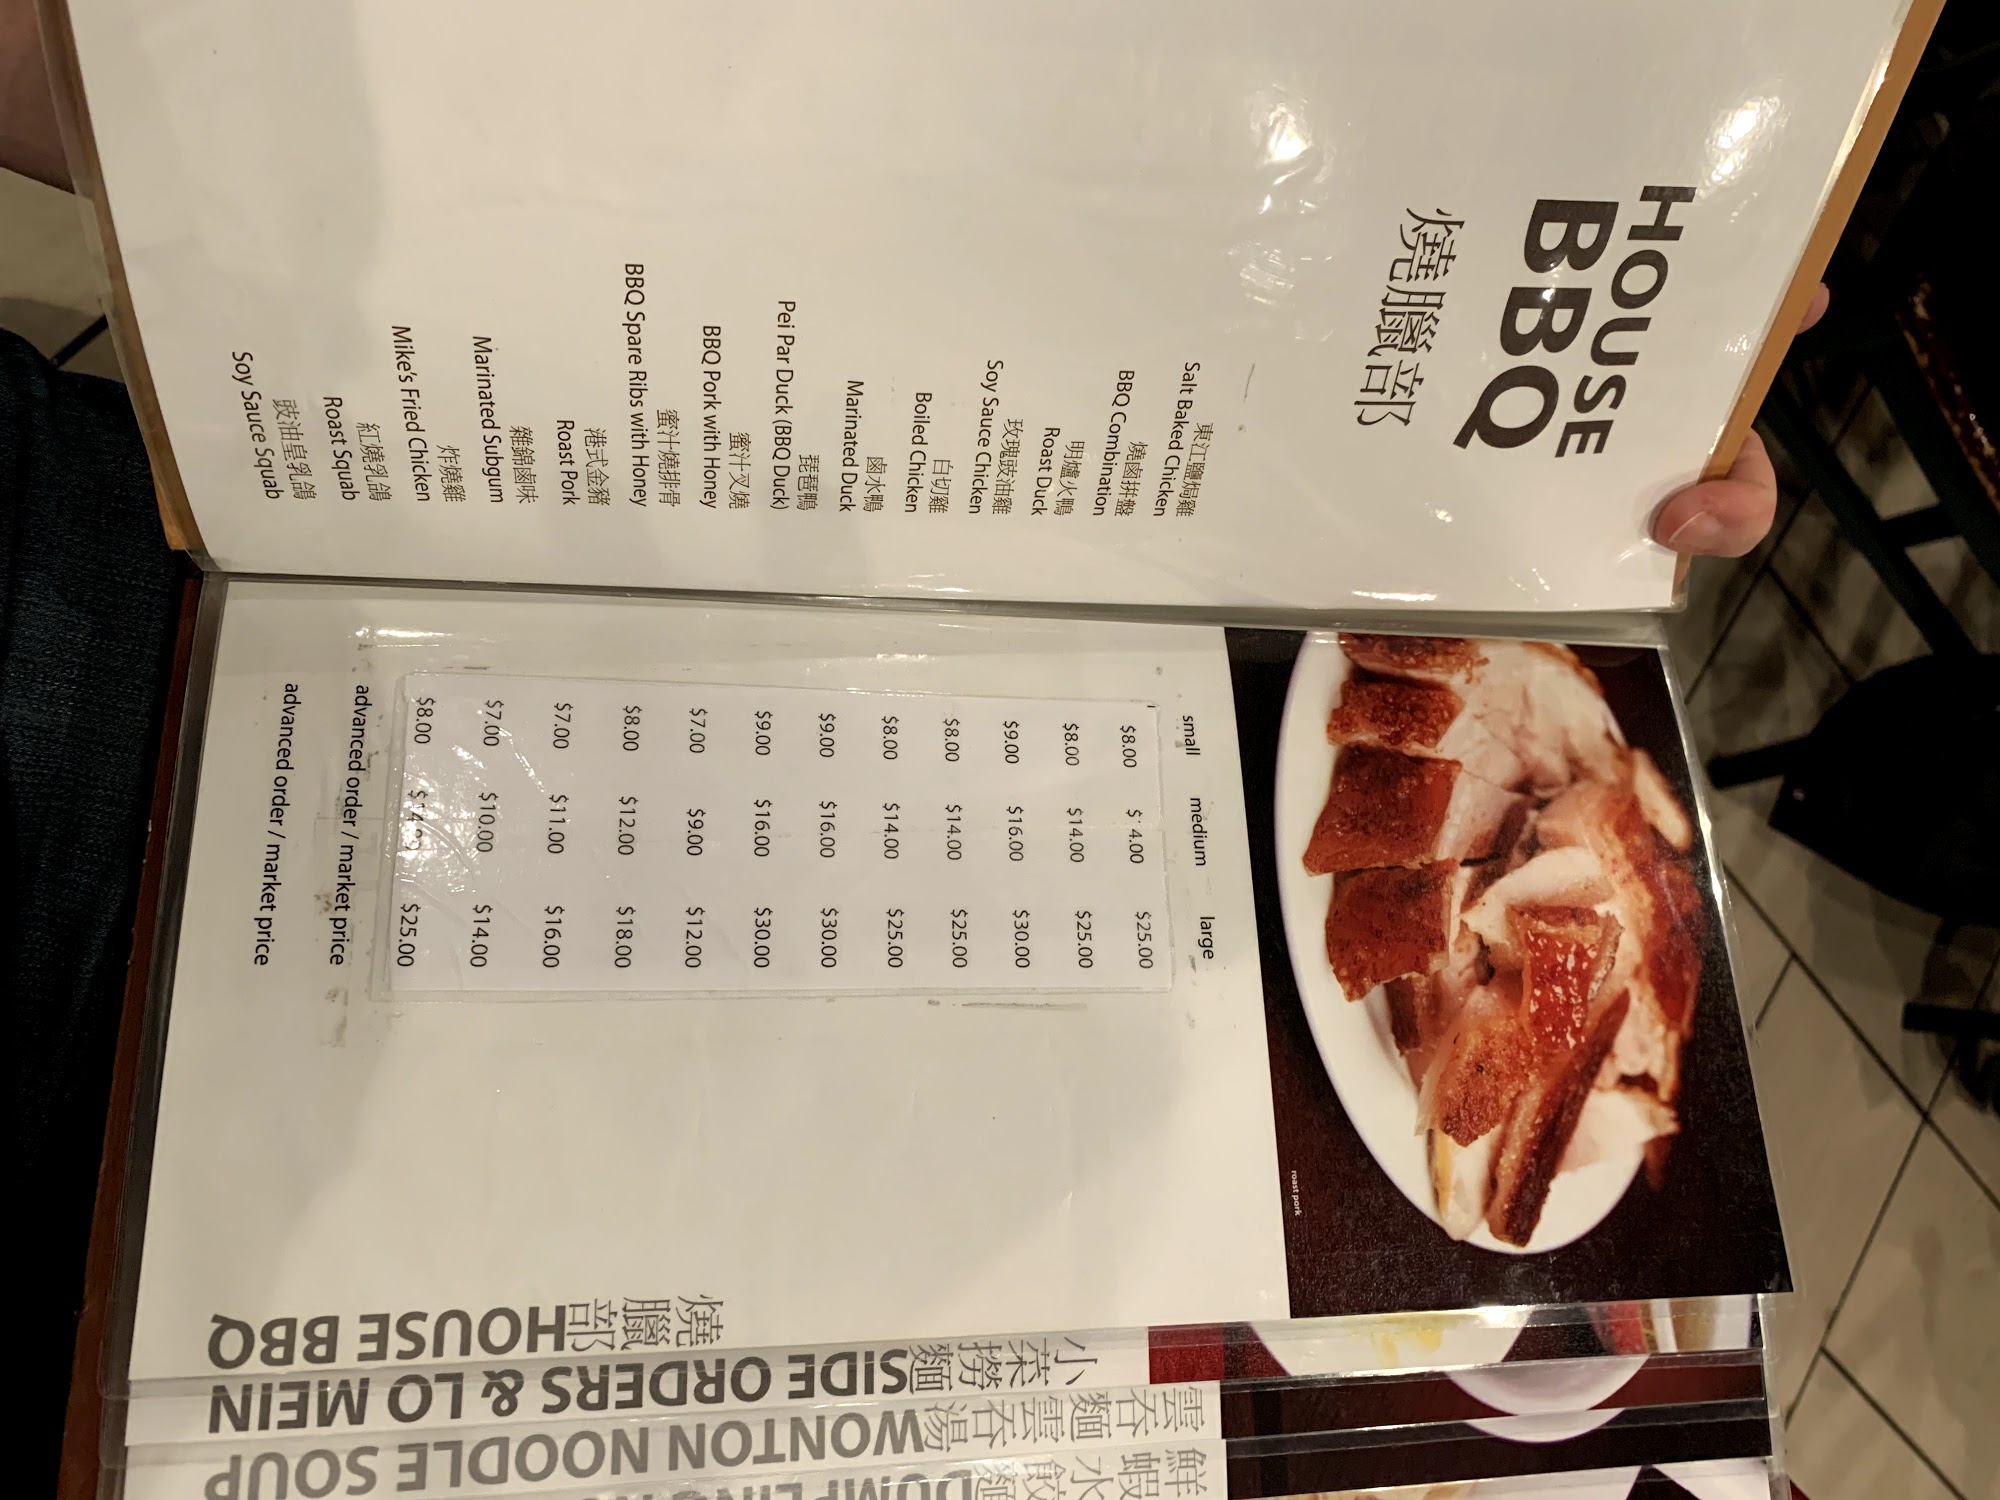 HOUSE
BBQ
燒臘部
東江鹽焗雞
Salt Baked Chicken
燒鹵拼盤
BBQ Combination
明爐火鴨
Roast Duck
玫瑰豉油雞
Soy Sauce Chicken
白切雞
Boiled Chicken
鹵水鴨
Marinated Duck
琵琶鴨
Pei Par Duck (BBQ Duck)
蜜汁叉燒
BBQ Pork with Honey
蜜汁燒排骨
BBQ Spare Ribs with Honey
港式金豬
Roast Pork
雜錦鹵味
Marinated Subgum
炸燒雞
Mike's Fried Chicken
紅燒乳鴿
Roast Squab
豉油皇乳鴿
Soy Sauce Squab
roast pork
small medium large
$8.00 $14.00 $25.00
$8.00 $14.00 $25.00
$9.00 $16.00 $30.00
$8.00 $14.00 $25.00
$8.00 $14.00 $25.00
$9.00 $16.00 $30.00
$9.00 $16.00 $30.00
$7.00 $9.00 $12.00
$8.00 $12.00 $18.00
$7.00 $11.00 $16.00
$7.00 $10.00 $14.00
$8.00 $14.00 $25.00
advanced order / market price
advanced order / market price
燒臘部 HOUSE BBQ
小菜撈麵 SIDE ORDERS & LO MEIN
雲吞麵雲吞湯 WONTON NOODLE SOUP
鮮蝦水餃麵